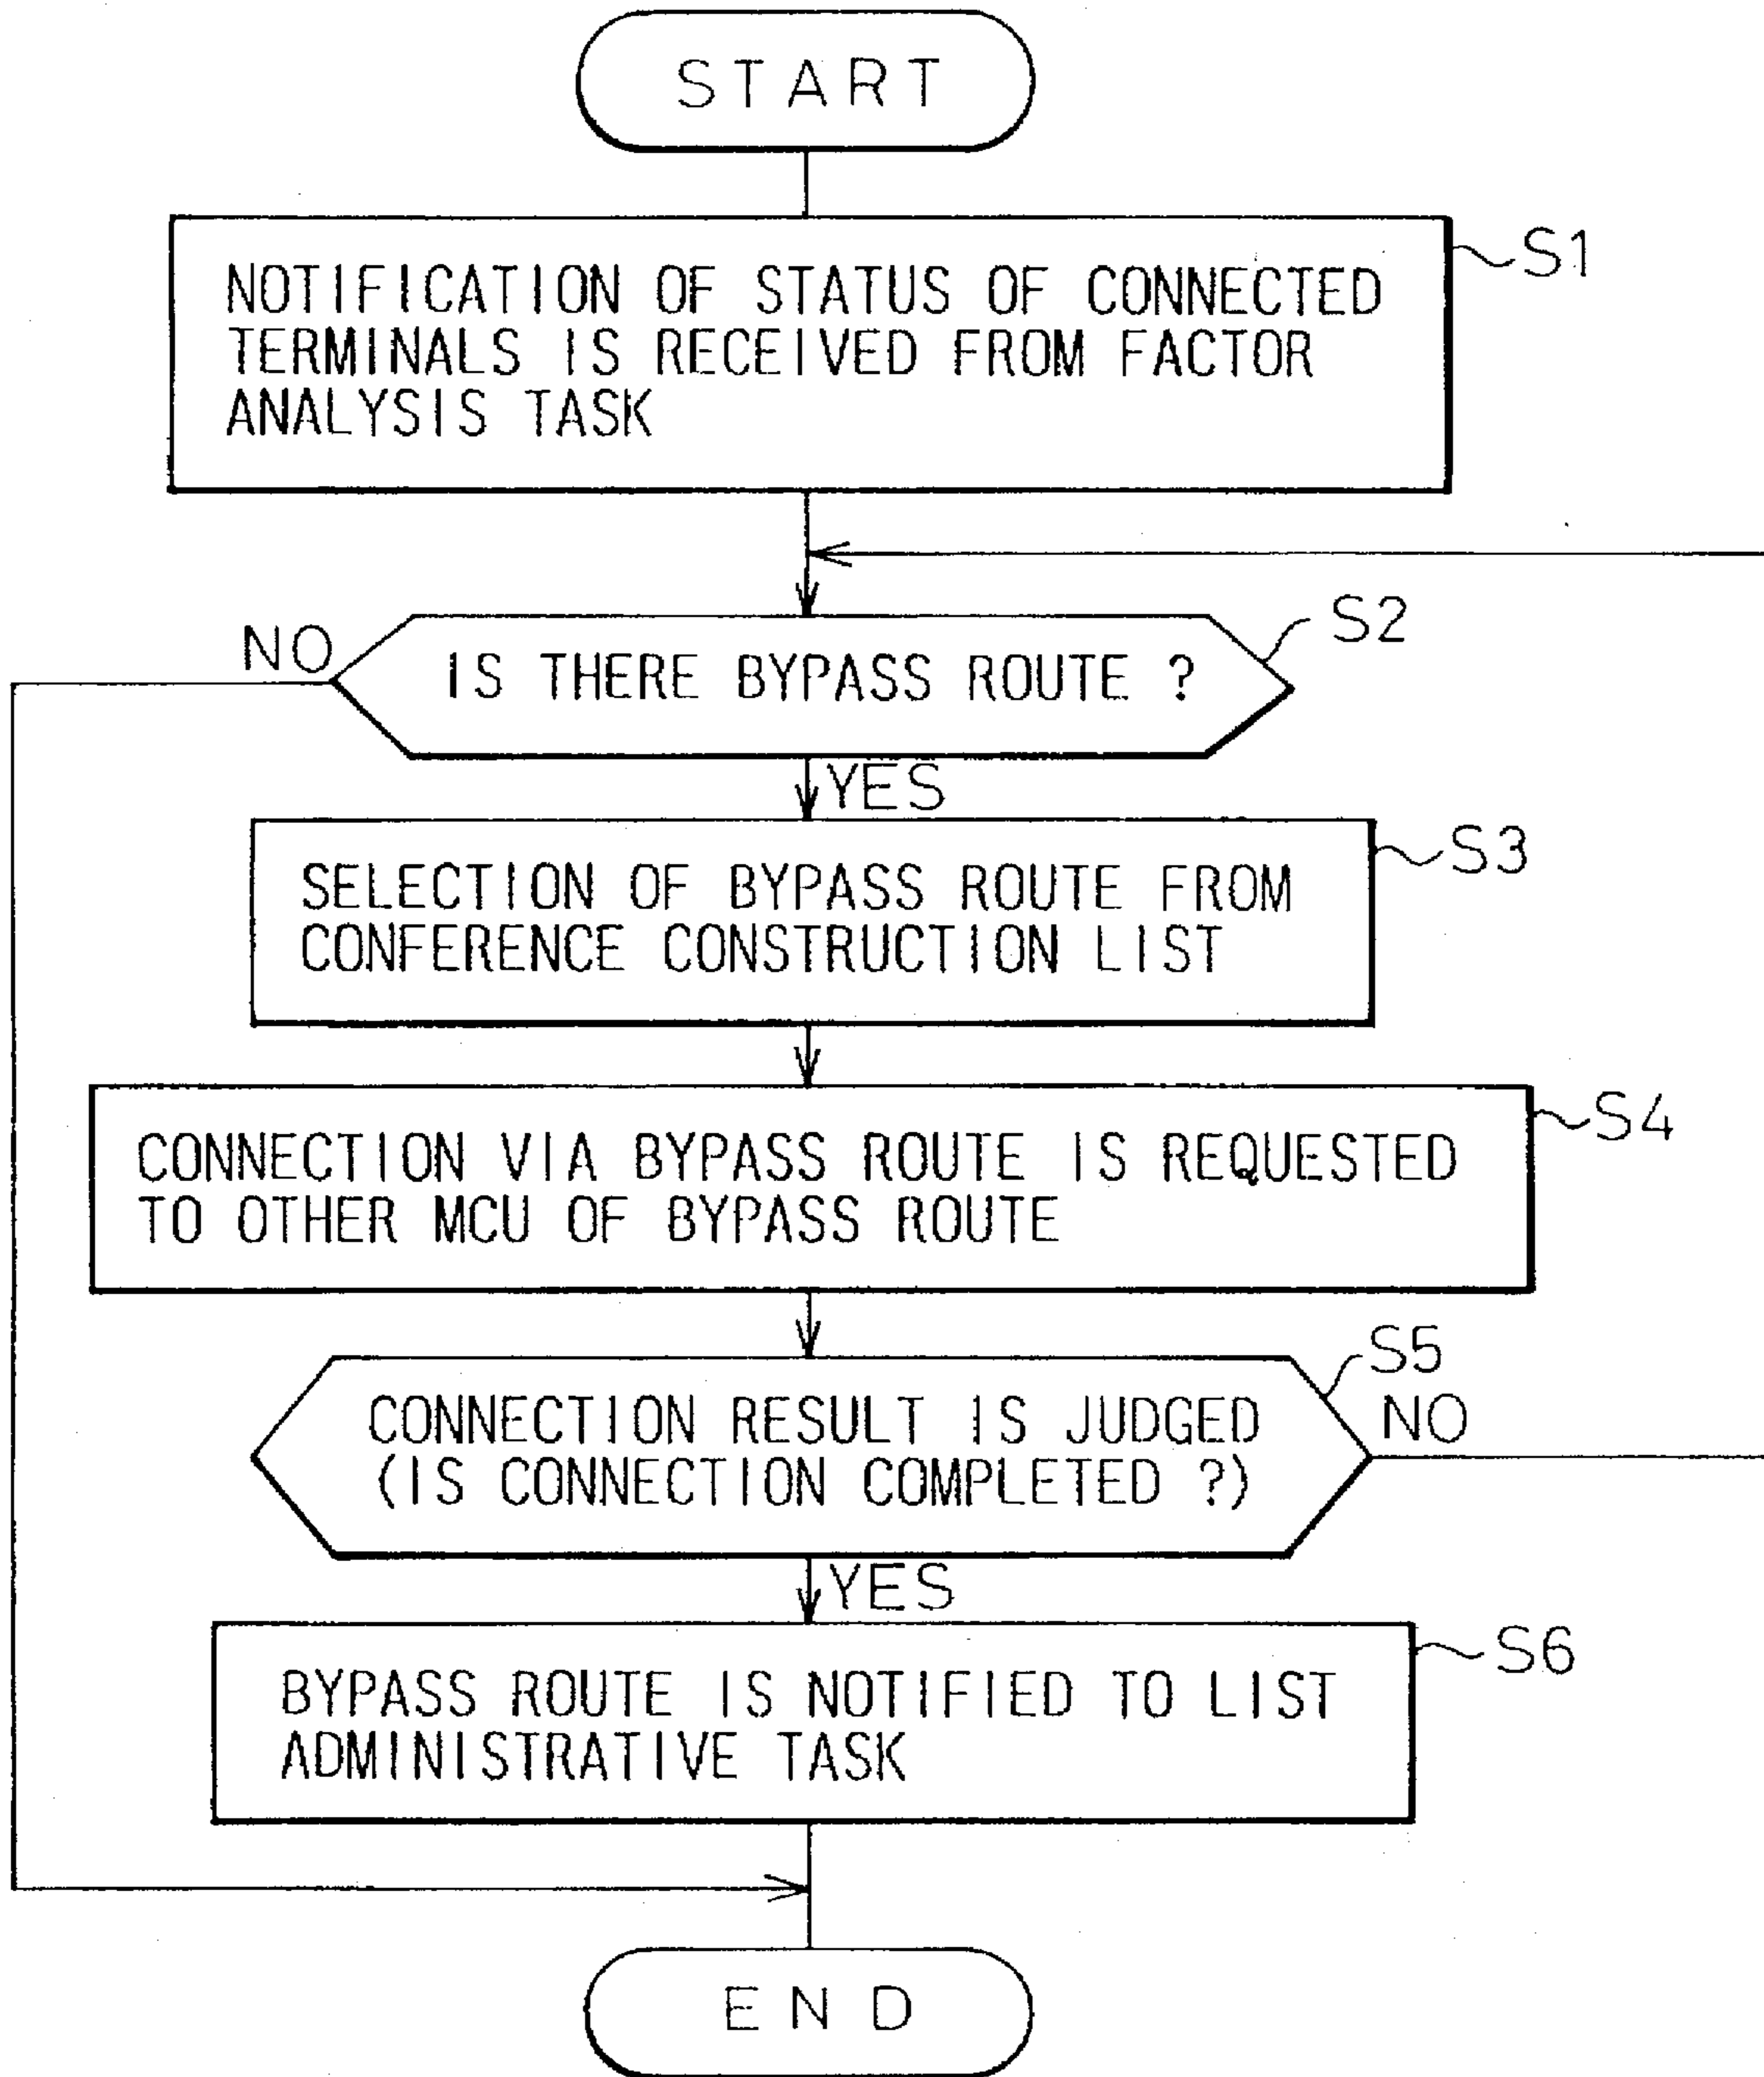 START
NOTIFICATION OF STATUS OF CONNECTED
TERMINALS IS RECEIVED FROM FACTOR
ANALYSIS TASK
S1
NO
IS THERE BYPASS ROUTE ?
S2
YES
SELECTION OF BYPASS ROUTE FROM
CONFERENCE CONSTRUCTION LIST
S3
CONNECTION VIA BYPASS ROUTE IS REQUESTED
TO OTHER MCU OF BYPASS ROUTE
S4
CONNECTION RESULT IS JUDGED
(IS CONNECTION COMPLETED ?)
S5
NO
YES
BYPASS ROUTE IS NOTIFIED TO LIST
ADMINISTRATIVE TASK
S6
END